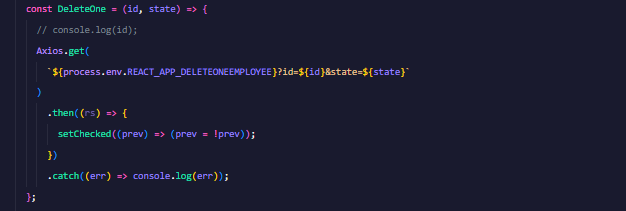 const DeleteOne = (id, state) => {
// console.log(id);
Axios.get(
`${process.env.REACT_APP_DELETEONEEMPLOYEE}?id=${id}&state=${state}`
)
.then((rs) => {
setChecked((prev) => (prev = !prev));
})
.catch((err) => console.log(err));
};